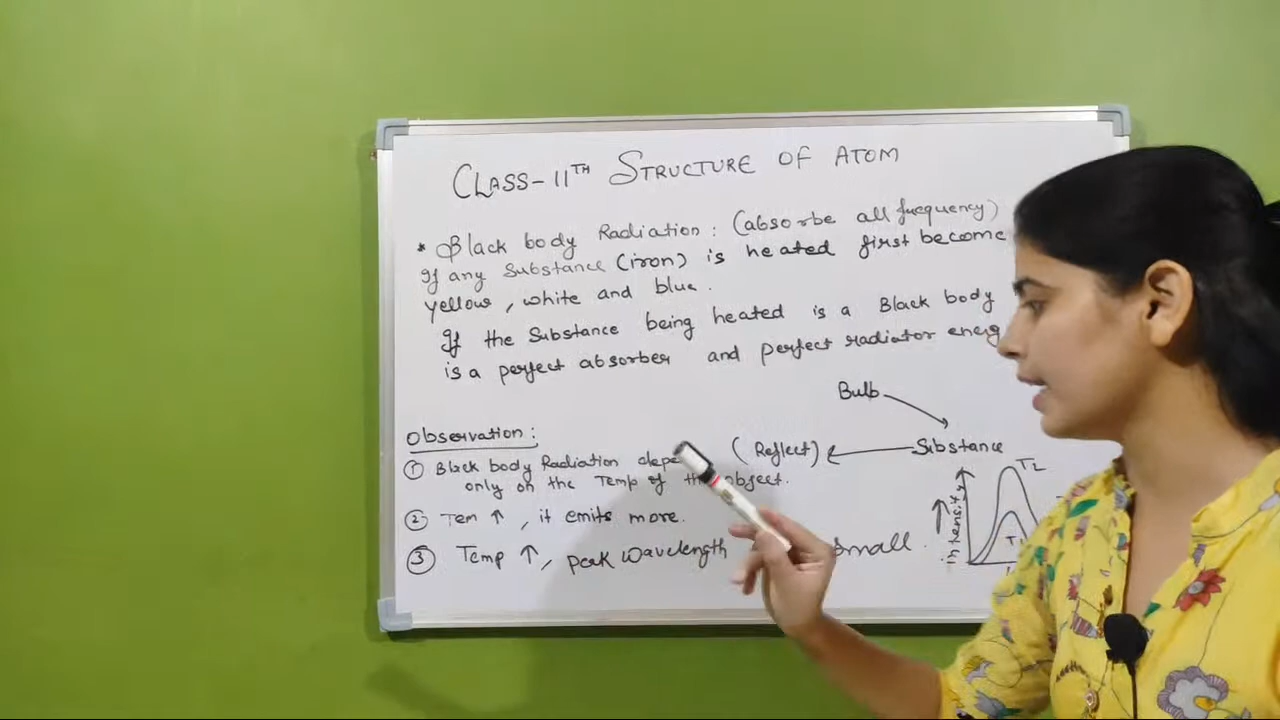 CLASS-11TH STRUCTURE OF ATOM
* Black body Radiation : (absorbe all frequency)
If any Substance (iron) is heated first become
yellow, white and blue.
If the Substance being heated is a Black body
is a perfect absorber and perfect radiator
Bulb
Observation :
(Reflect) Substance
① Black body Radiation
only on the Temp of object.
② Tem ↑, it emits more.
③ Temp ↑, peak wavelength small
↑ intensity
T2
T1